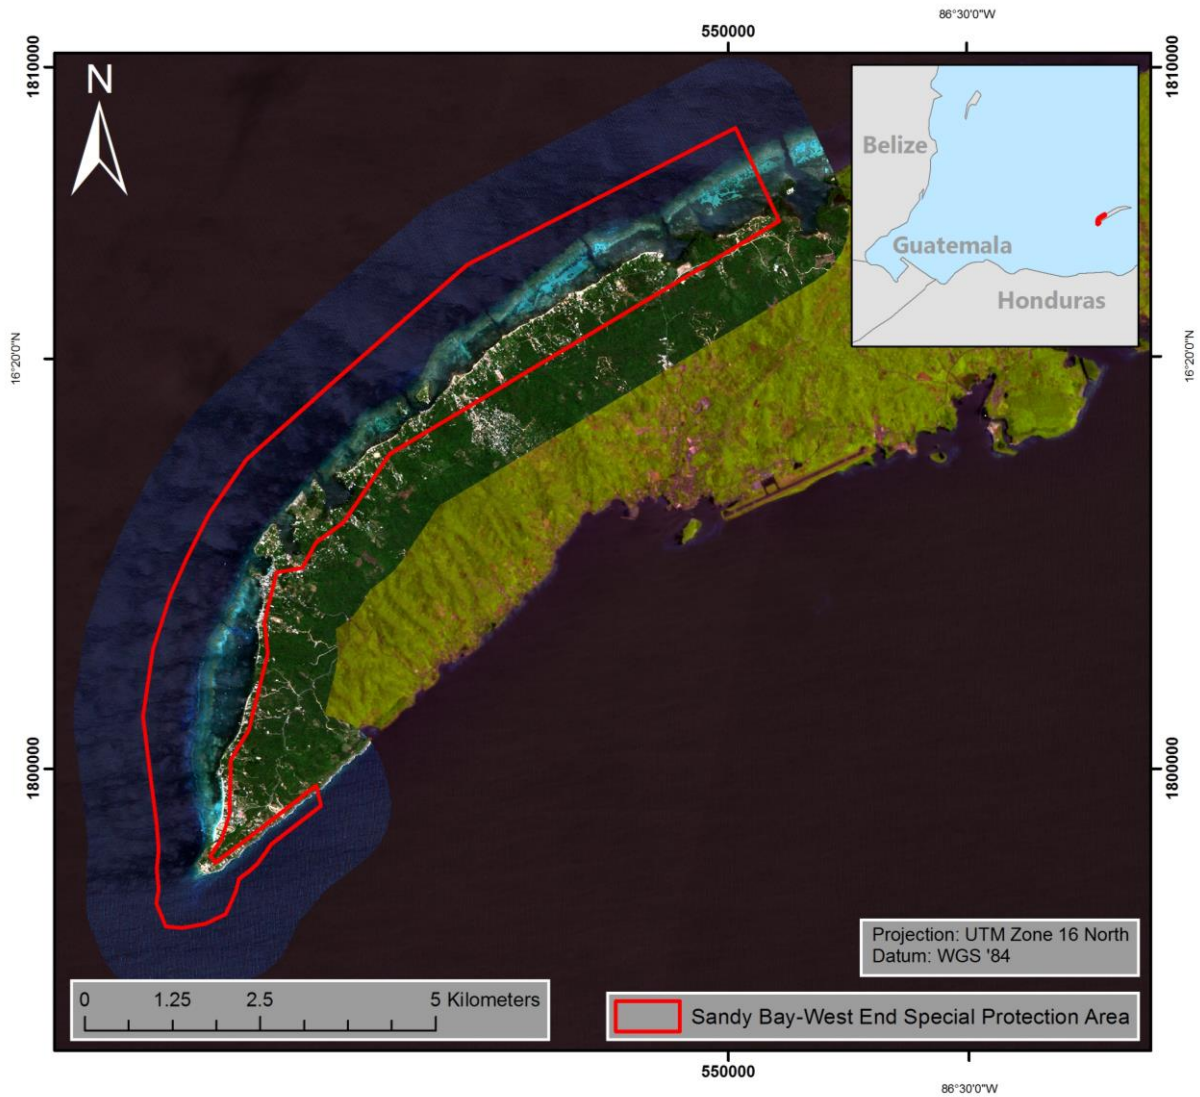 86°30'0"W
550000
1810000
1810000
N
Belize
Guatemala
Honduras
16°20'0"N
16°20'0"N
1800000
1800000
Projection: UTM Zone 16 North
Datum: WGS '84
0 1.25 2.5 5 Kilometers
Sandy Bay-West End Special Protection Area
550000
86°30'0"W